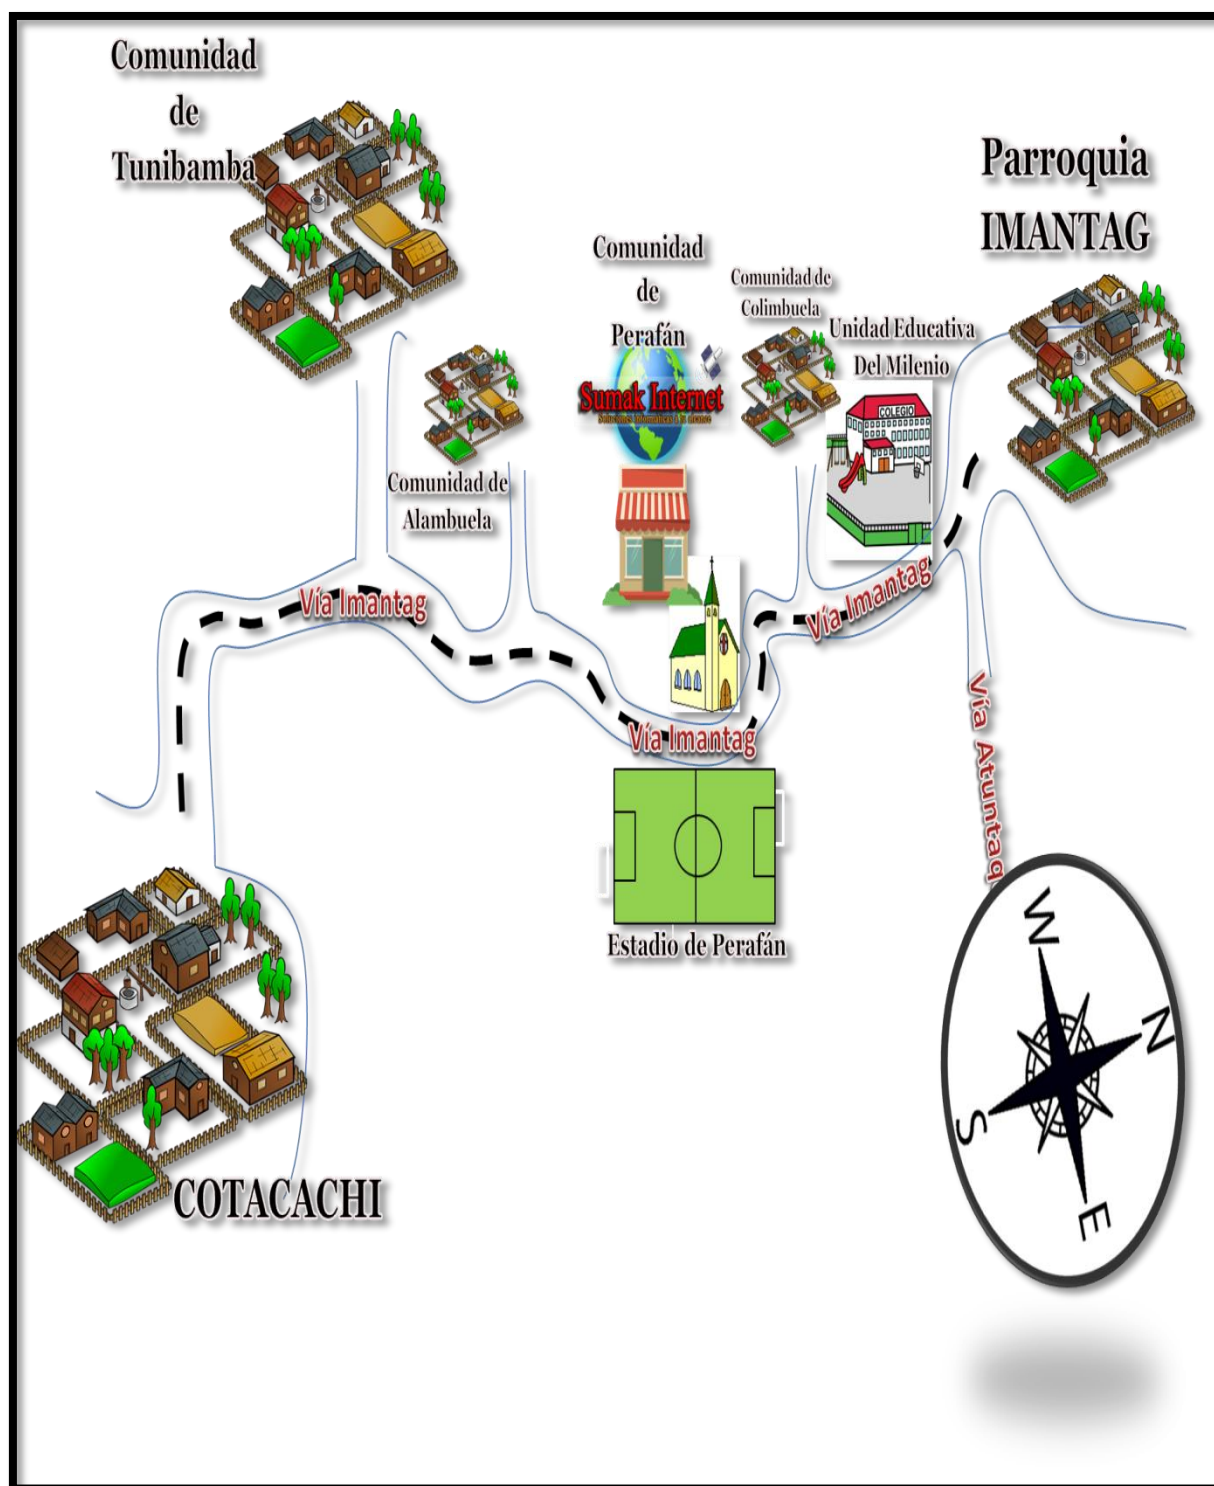 Comunidad
de
Tunibamba
Parroquia
IMANTAG
Comunidad
de
Perafán
Comunidad de
Colimbuela
Unidad Educativa
Del Milenio
Sumak Internet
COLEGIO
Comunidad de
Alambuela
Vía Imantag
Vía Imantag
Vía Imantag
Vía Atuntaq
Estadio de Perafán
W
N
S
E
COTACACHI